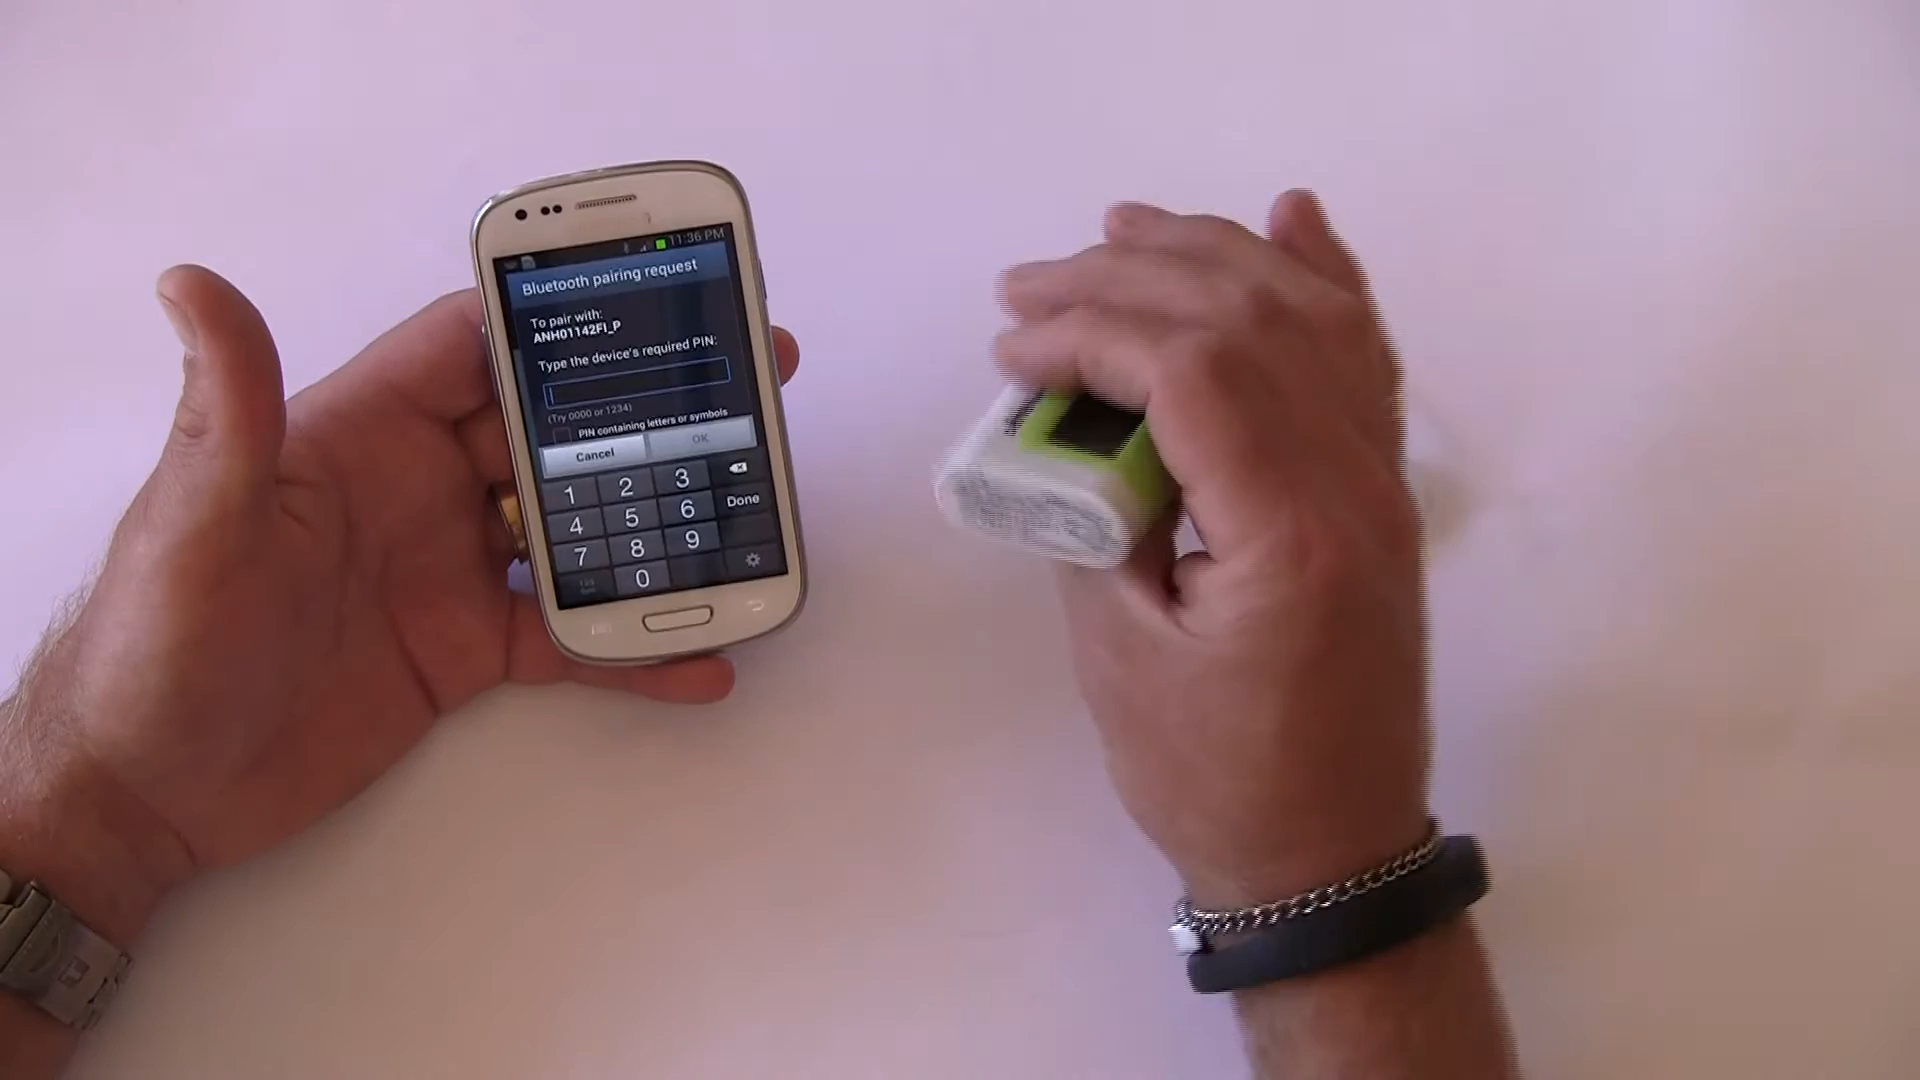 11:36 PM
Bluetooth pairing request
To pair with:
ANH01142FI_P
Type the device's required PIN:
(Try 0000 or 1234)
PIN containing letters or symbols
Cancel
OK
1 2 3
4 5 6 Done
7 8 9
0